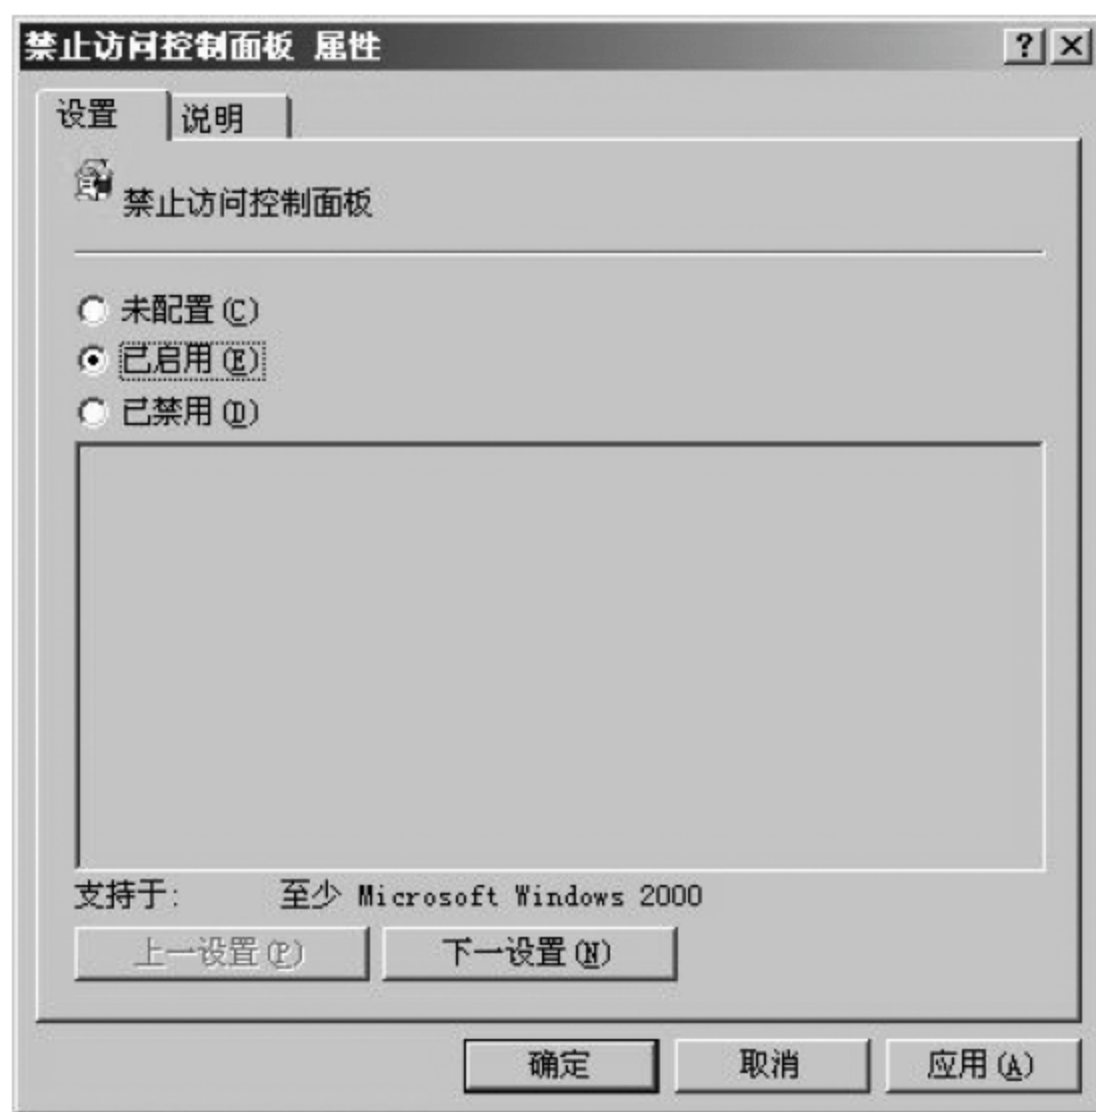 禁止访问控制面板 属性
设置 说明
禁止访问控制面板
未配置(C)
已启用(E)
已禁用(D)
支持于: 至少 Microsoft Windows 2000
上一设置(P) 下一设置(N)
确定 取消 应用(A)